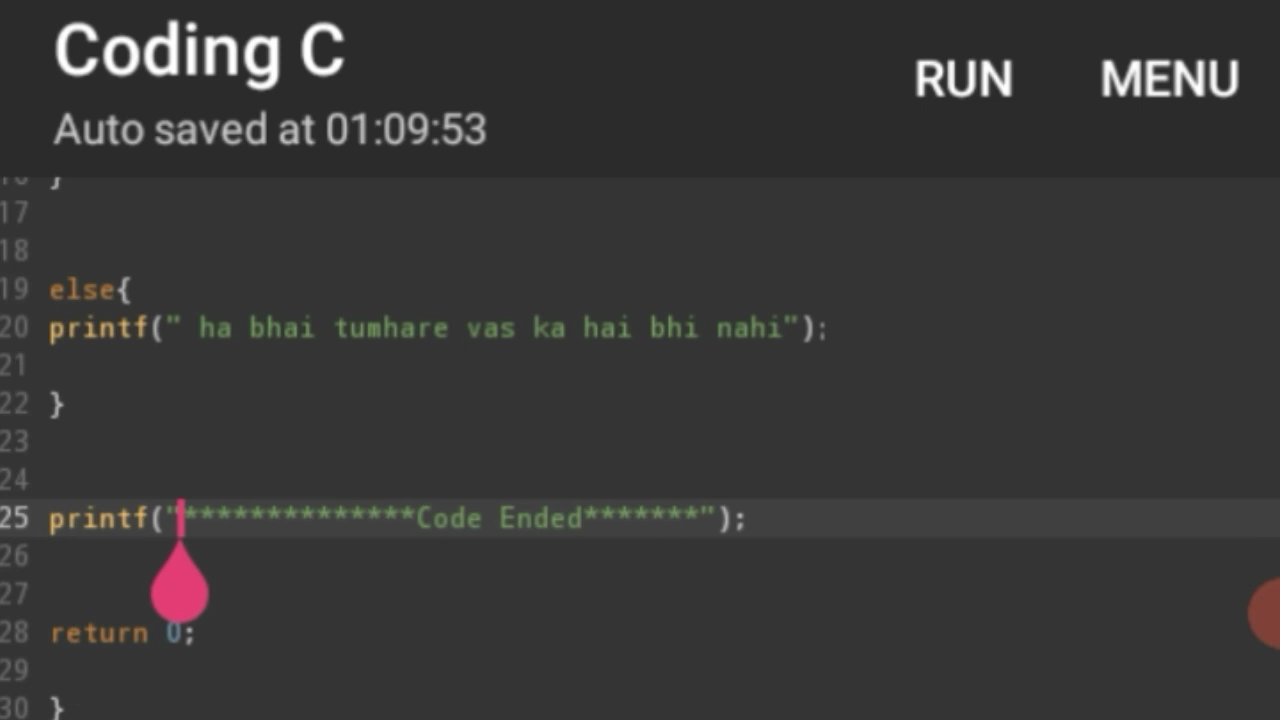 Coding C
RUN
MENU
Auto saved at 01:09:53
16 }
17
18
19 else{
20 printf(" ha bhai tumhare vas ka hai bhi nahi");
21
22 }
23
24
25 printf("**************Code Ended*******");
26
27
28 return 0;
29
30 }